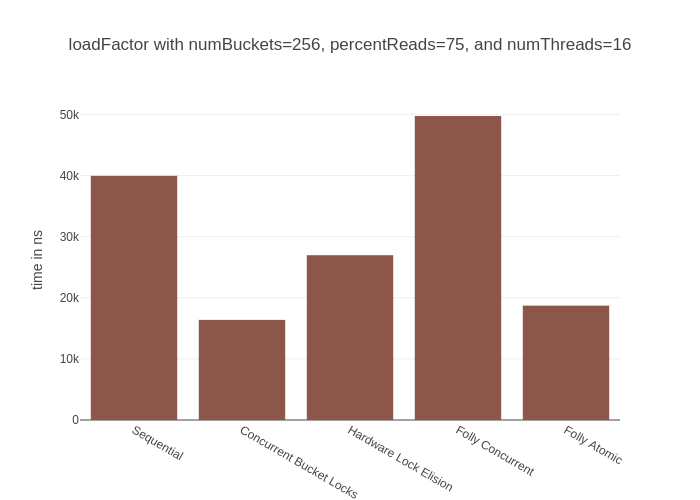 loadFactor with numBuckets=256, percentReads=75, and numThreads=16
50k
40k
30k
20k
10k
0
time in ns
Sequential
Concurrent Bucket Locks
Hardware Lock Elision
Folly Concurrent
Folly Atomic